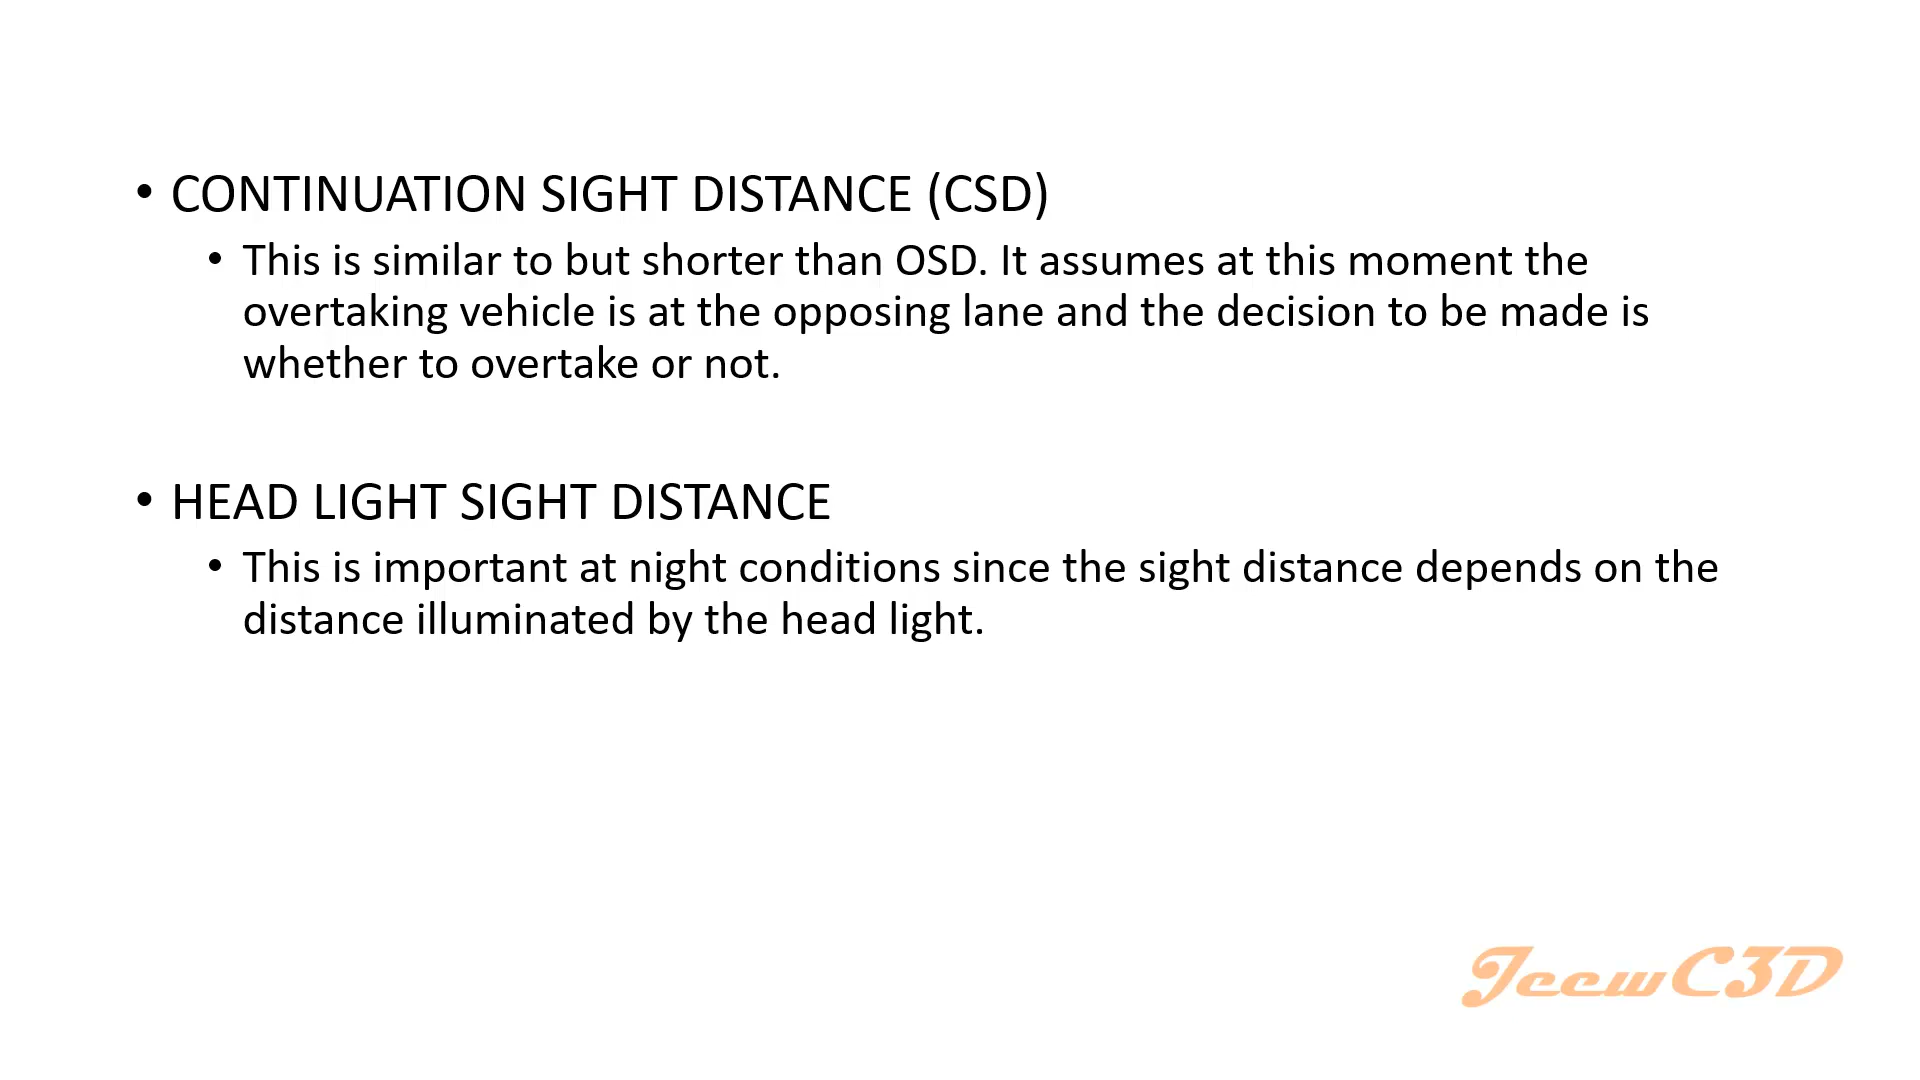 • CONTINUATION SIGHT DISTANCE (CSD)
• This is similar to but shorter than OSD. It assumes at this moment the
overtaking vehicle is at the opposing lane and the decision to be made is
whether to overtake or not.
• HEAD LIGHT SIGHT DISTANCE
• This is important at night conditions since the sight distance depends on the
distance illuminated by the head light.
JeewC3D